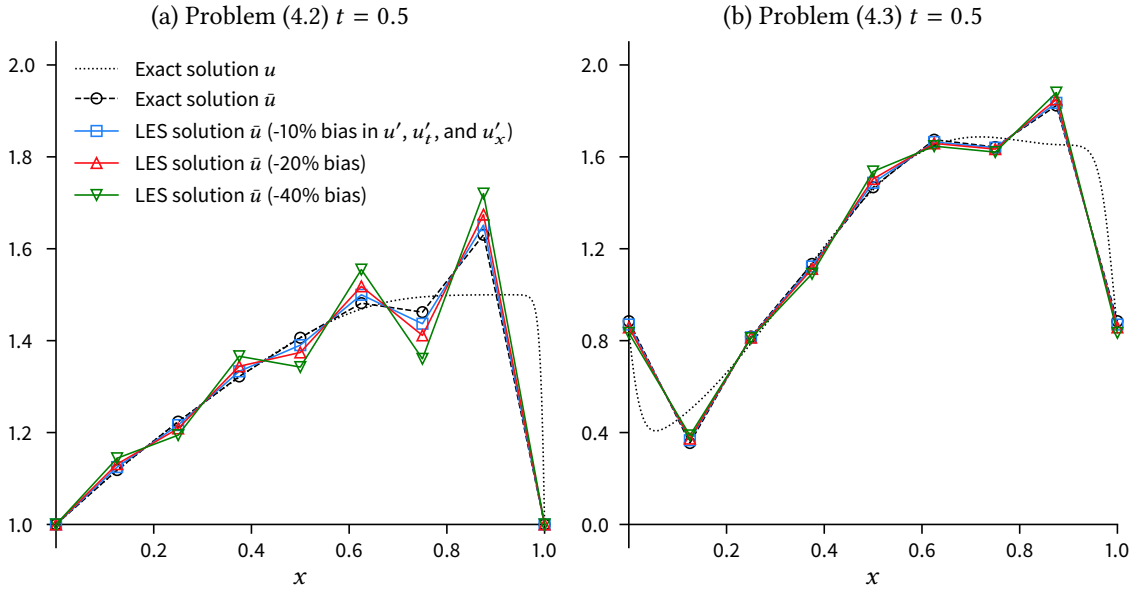 (a) Problem (4.2) t = 0.5
(b) Problem (4.3) t = 0.5
Exact solution u
Exact solution ū
LES solution ū (-10% bias in u′, u′ₜ, and u′ₓ)
LES solution ū (-20% bias)
LES solution ū (-40% bias)
2.0
1.8
1.6
1.4
1.2
1.0
0.2
0.4
0.6
0.8
1.0
x
2.0
1.6
1.2
0.8
0.4
0.0
0.2
0.4
0.6
0.8
1.0
x